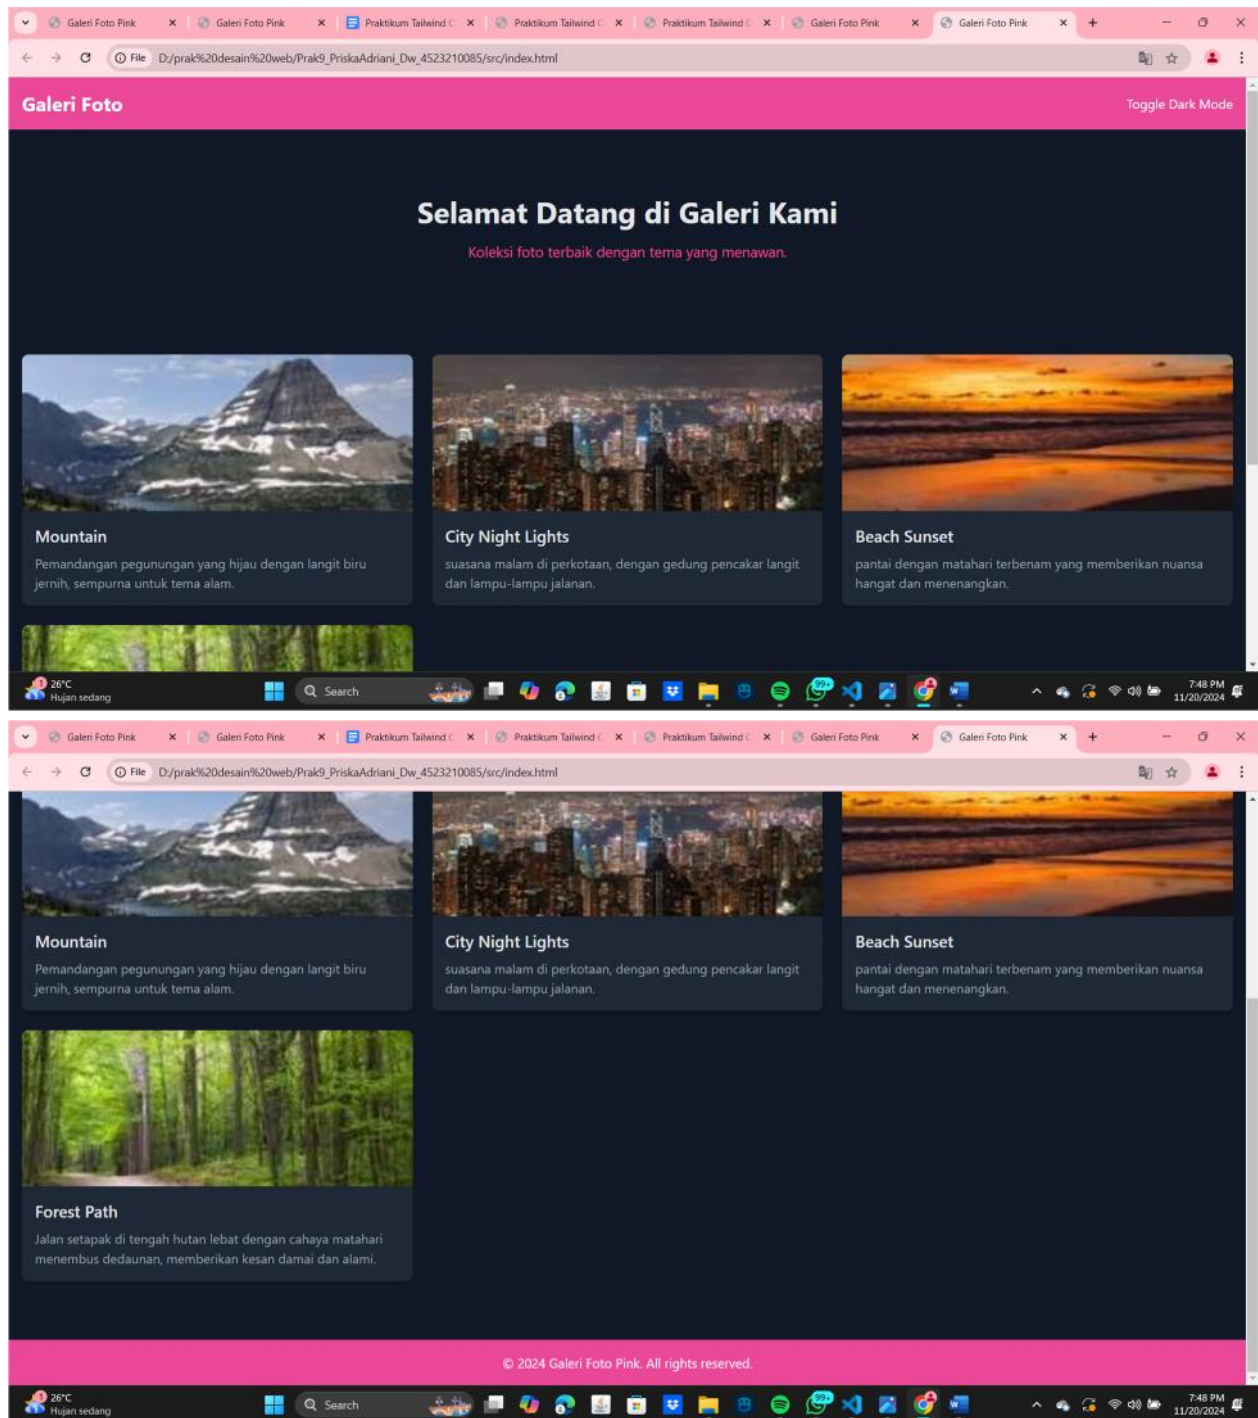 Galeri Foto Pink
Galeri Foto Pink
Praktikum Tailwind C
Praktikum Tailwind C
Praktikum Tailwind C
Galeri Foto Pink
Galeri Foto Pink
File D:/prak%20desain%20web/Prak9_PriskaAdriani_Dw_4523210085/src/index.html
Galeri Foto
Toggle Dark Mode
Selamat Datang di Galeri Kami
Koleksi foto terbaik dengan tema yang menawan.
Mountain
Pemandangan pegunungan yang hijau dengan langit biru
jernih, sempurna untuk tema alam.
City Night Lights
suasana malam di perkotaan, dengan gedung pencakar langit
dan lampu-lampu jalanan.
Beach Sunset
pantai dengan matahari terbenam yang memberikan nuansa
hangat dan menenangkan.
1
26°C
Hujan sedang
Search
99+
7:48 PM
11/20/2024
Galeri Foto Pink
Galeri Foto Pink
Praktikum Tailwind C
Praktikum Tailwind C
Praktikum Tailwind C
Galeri Foto Pink
Galeri Foto Pink
File D:/prak%20desain%20web/Prak9_PriskaAdriani_Dw_4523210085/src/index.html
Mountain
Pemandangan pegunungan yang hijau dengan langit biru
jernih, sempurna untuk tema alam.
City Night Lights
suasana malam di perkotaan, dengan gedung pencakar langit
dan lampu-lampu jalanan.
Beach Sunset
pantai dengan matahari terbenam yang memberikan nuansa
hangat dan menenangkan.
Forest Path
Jalan setapak di tengah hutan lebat dengan cahaya matahari
menembus dedaunan, memberikan kesan damai dan alami.
© 2024 Galeri Foto Pink. All rights reserved.
1
26°C
Hujan sedang
Search
99+
7:48 PM
11/20/2024